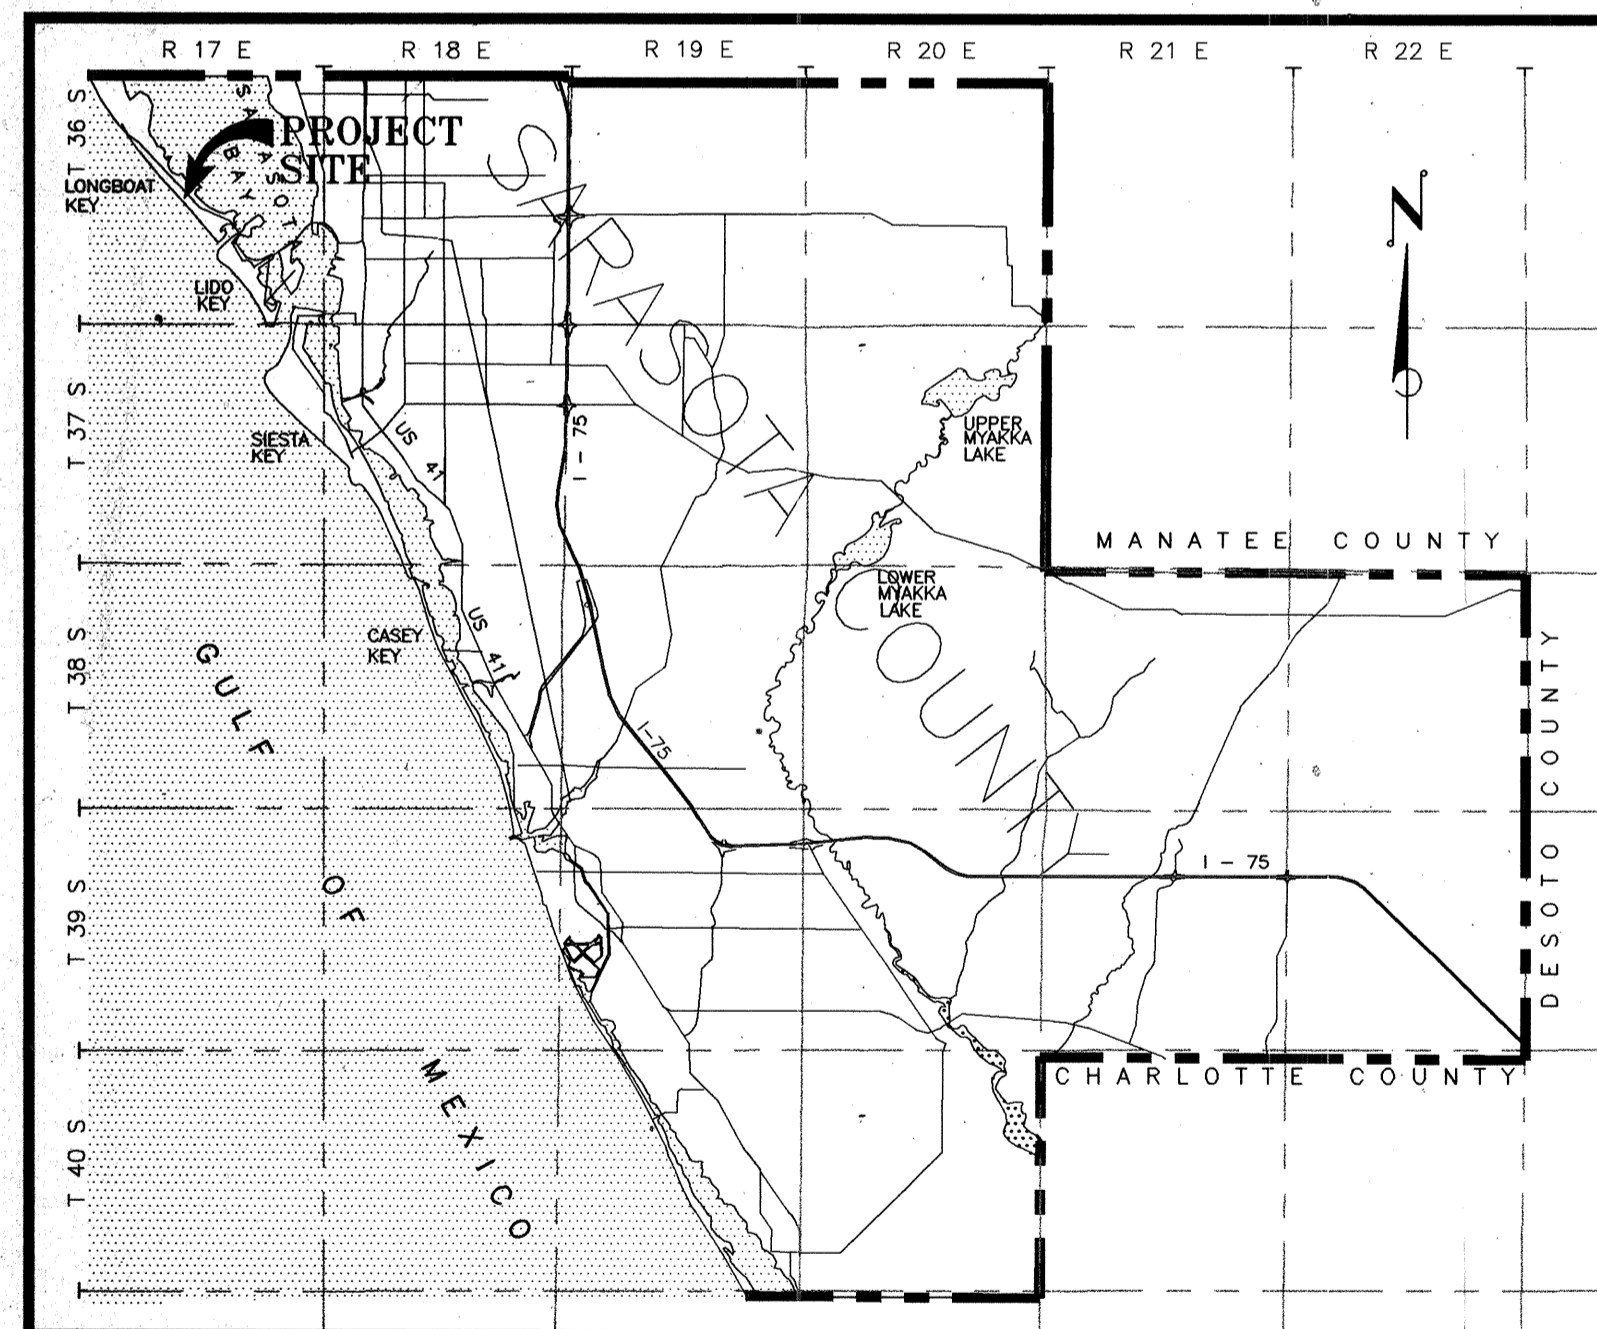 R 17 E
R 18 E
R 19 E
R 20 E
R 21 E
R 22 E
T 36 S
SARASOTA
BAY
PROJECT
SITE
LONGBOAT
KEY
N
LIDO
KEY
SARASOTA COUNTY
T 37 S
SIESTA
KEY
US 41
I - 75
UPPER
MYAKKA
LAKE
MANATEE COUNTY
LOWER
MYAKKA
LAKE
T 38 S
CASEY
KEY
US 41
GULF OF MEXICO
I-75
DESOTO COUNTY
I - 75
T 39 S
CHARLOTTE COUNTY
T 40 S